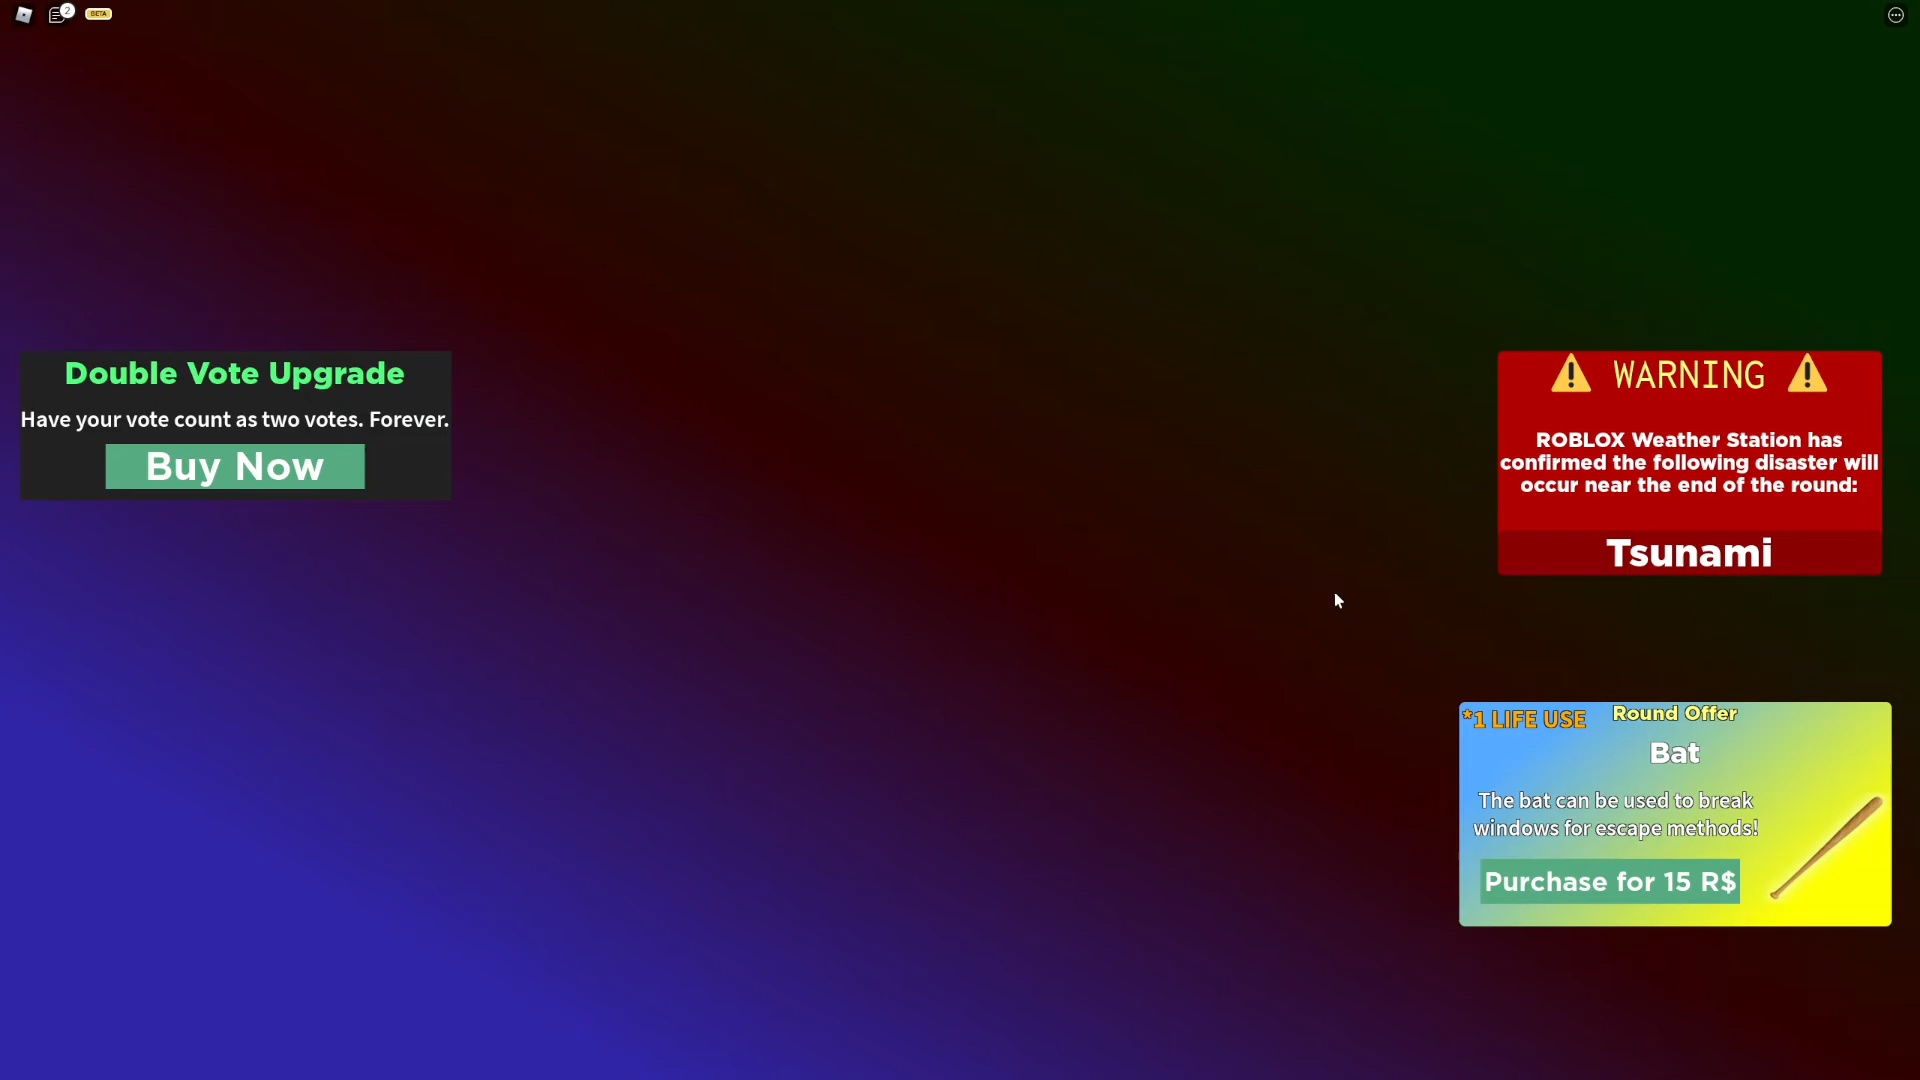 2
BETA
Double Vote Upgrade
Have your vote count as two votes. Forever.
Buy Now
WARNING
ROBLOX Weather Station has
confirmed the following disaster will
occur near the end of the round:
Tsunami
*1 LIFE USE
Round Offer
Bat
The bat can be used to break
windows for escape methods!
Purchase for 15 R$